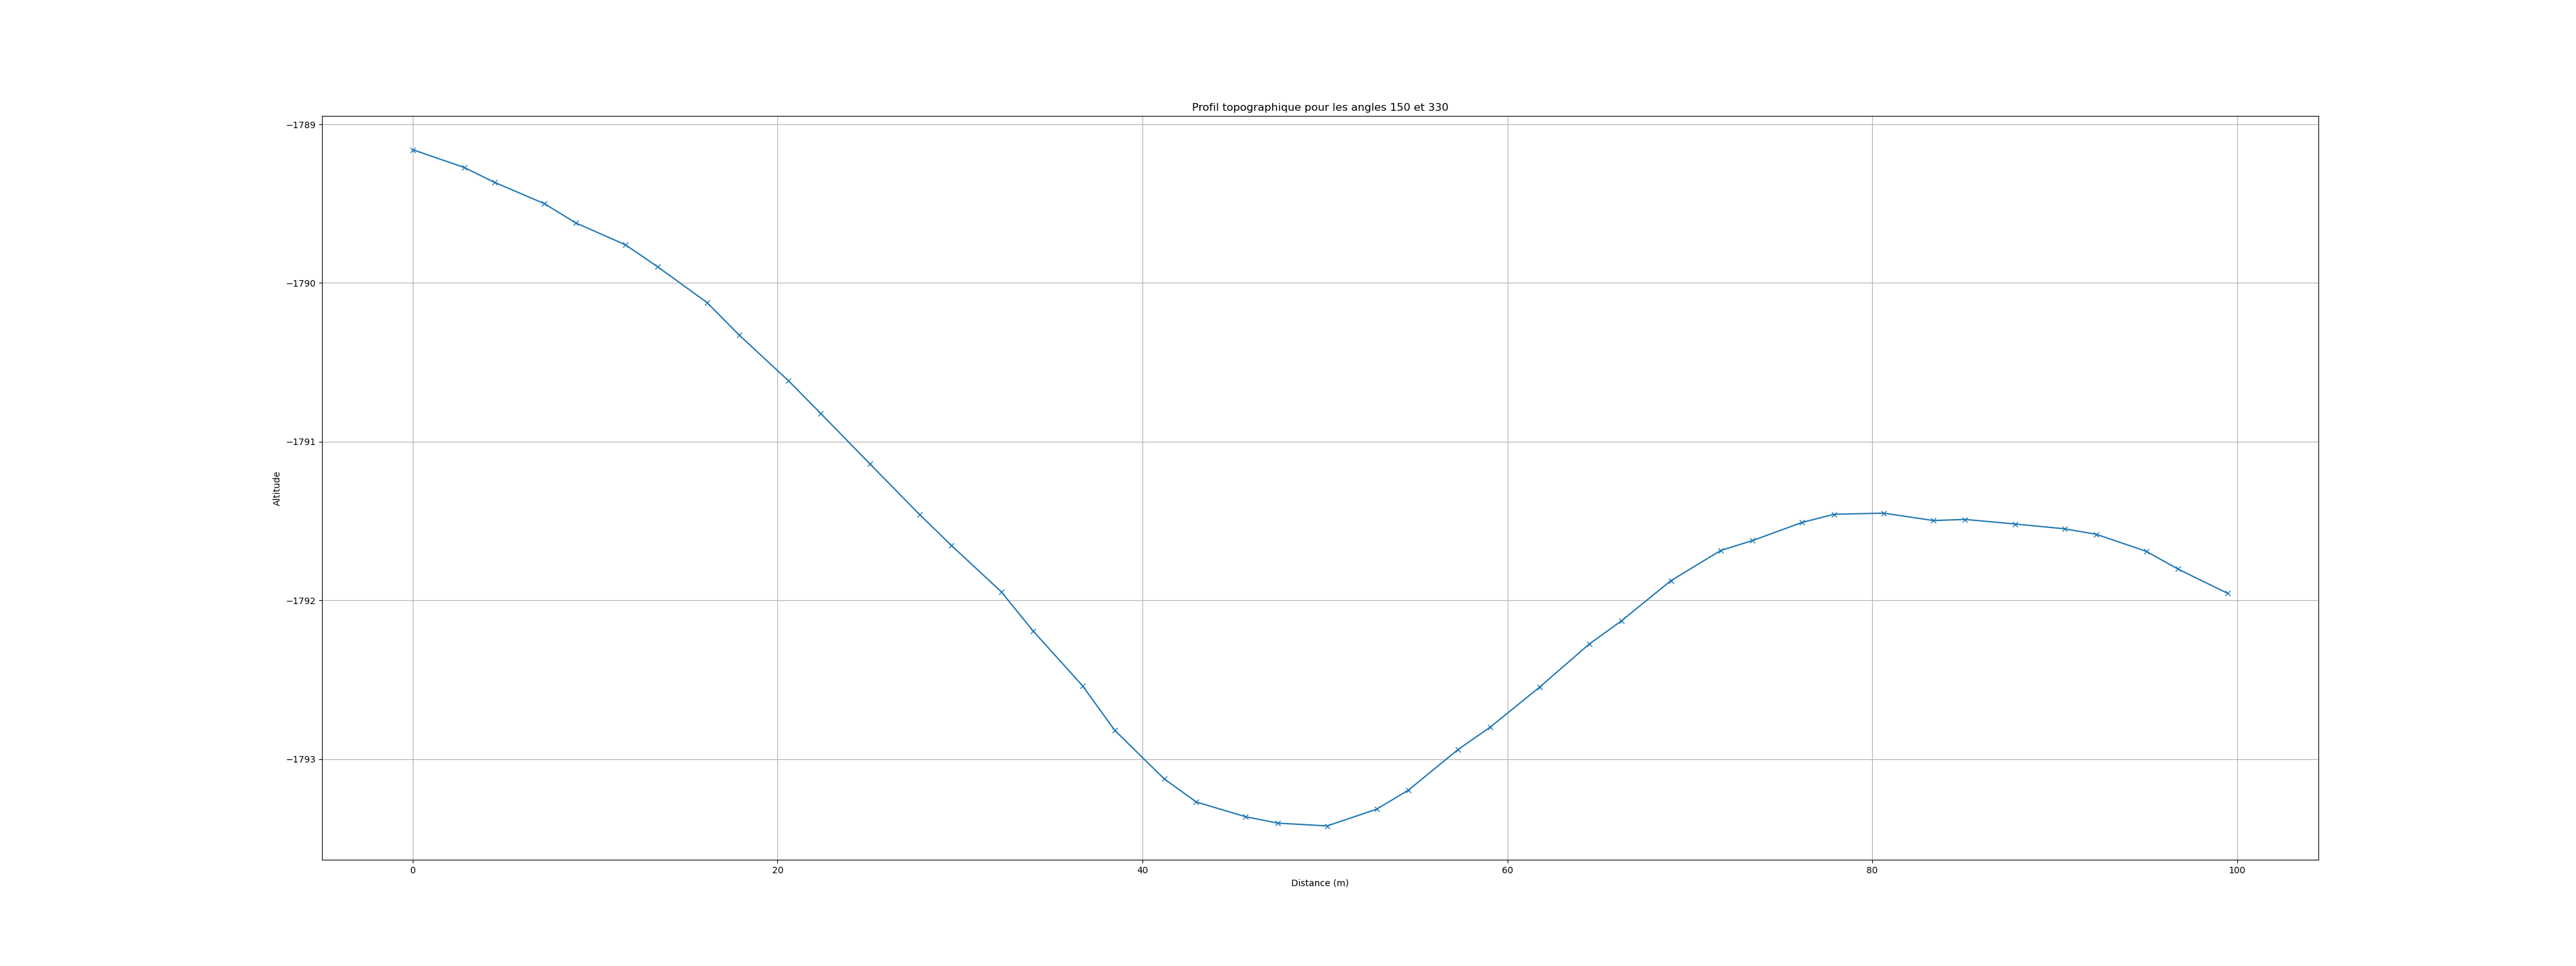 Profil topographique pour les angles 150 et 330
−1789
−1790
−1791
−1792
−1793
Altitude
0 20 40 60 80 100
Distance (m)